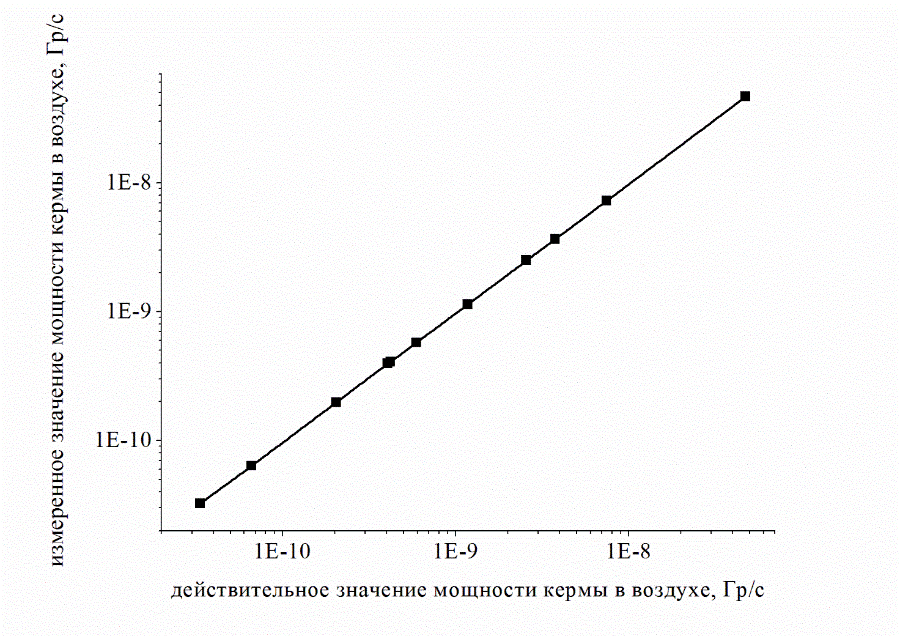 измеренное значение мощности кермы в воздухе, Гр/с
1E-8
1E-9
1E-10
1E-10 1E-9 1E-8
действительное значение мощности кермы в воздухе, Гр/с